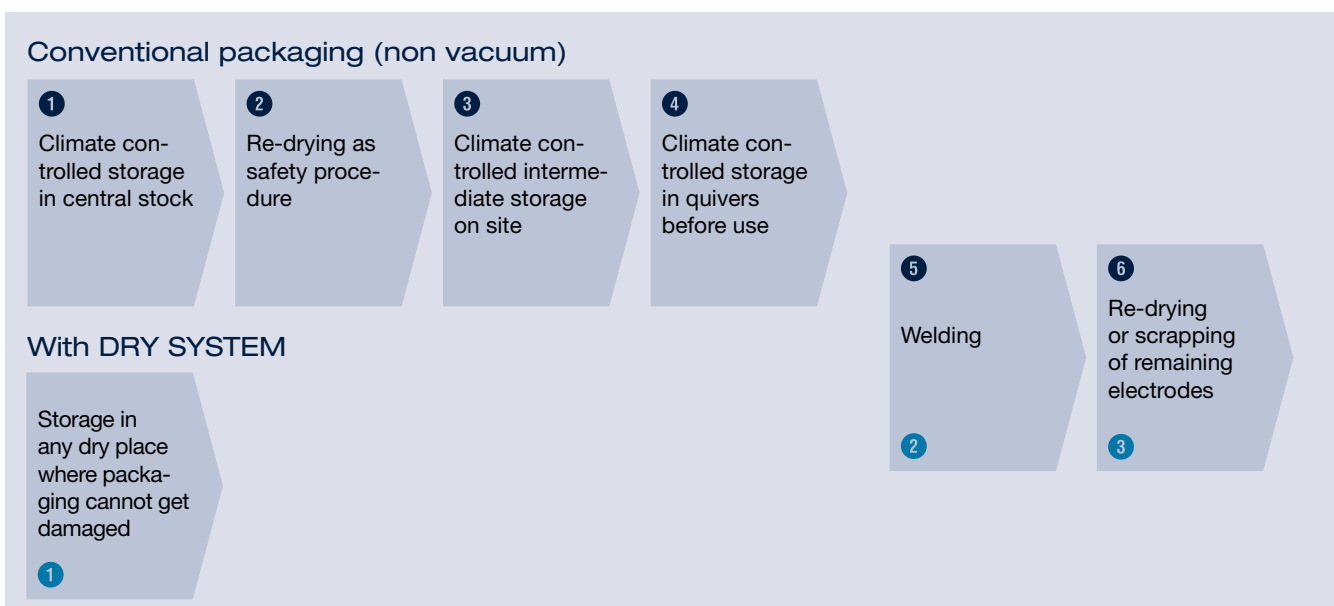 Conventional packaging (non vacuum)
1
Climate con-
trolled storage
in central stock
2
Re-drying as
safety proce-
dure
3
Climate con-
trolled interme-
diate storage
on site
4
Climate con-
trolled storage
in quivers
before use
5
Welding
2
6
Re-drying
or scrapping
of remaining
electrodes
3
With DRY SYSTEM
Storage in
any dry place
where packa-
ging cannot get
damaged
1